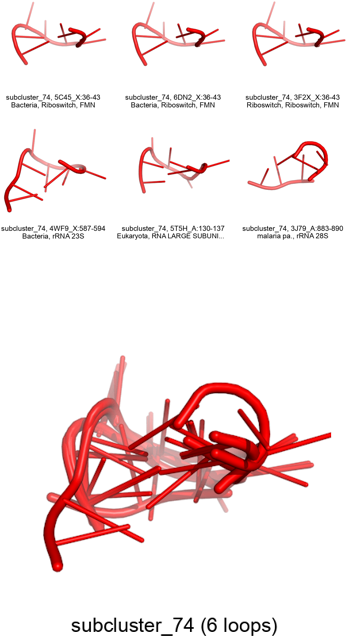 subcluster_74, 5C45_X:36-43
Bacteria, Riboswitch, FMN
subcluster_74, 6DN2_X:36-43
Bacteria, Riboswitch, FMN
subcluster_74, 3F2X_X:36-43
Riboswitch, Riboswitch, FMN
subcluster_74, 4WF9_X:587-594
Bacteria, rRNA 23S
subcluster_74, 5T5H_A:130-137
Eukaryota, RNA LARGE SUBUNI...
subcluster_74, 3J79_A:883-890
malaria pa., rRNA 28S
subcluster_74 (6 loops)